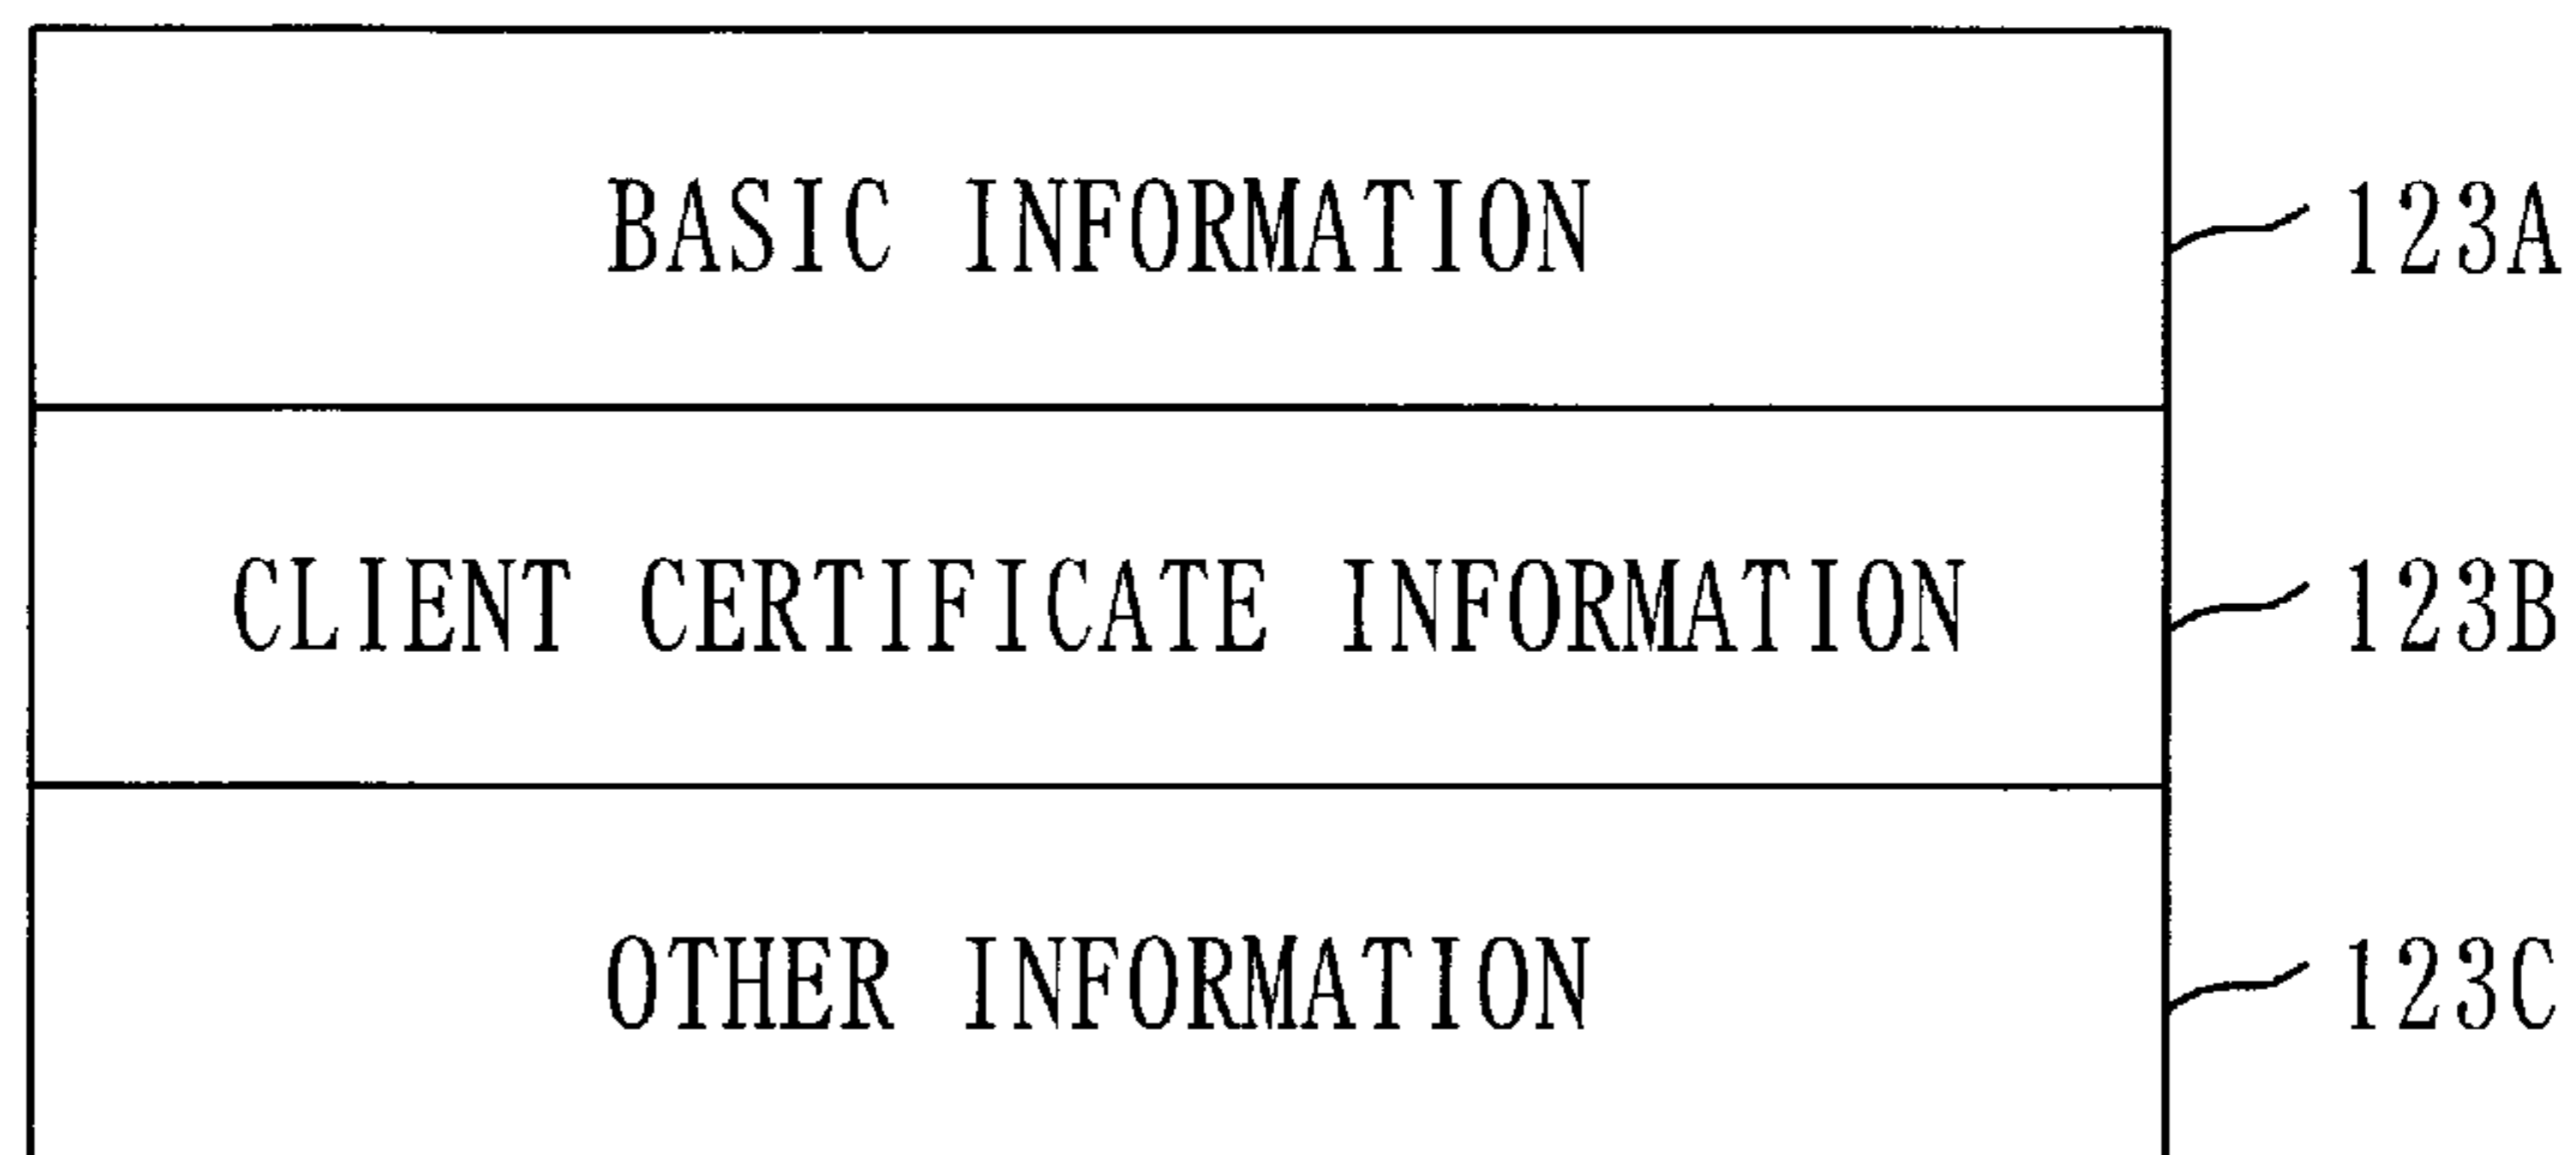 BASIC INFORMATION 123A
CLIENT CERTIFICATE INFORMATION 123B
OTHER INFORMATION 123C